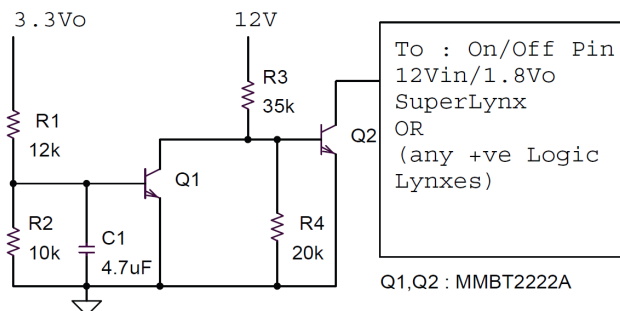 3.3Vo
12V
To : On/Off Pin
12Vin/1.8Vo
SuperLynx
OR
(any +ve Logic
Lynxes)
R3
35k
R1
12k
Q2
Q1
R2
10k
C1
4.7uF
R4
20k
Q1,Q2 : MMBT2222A